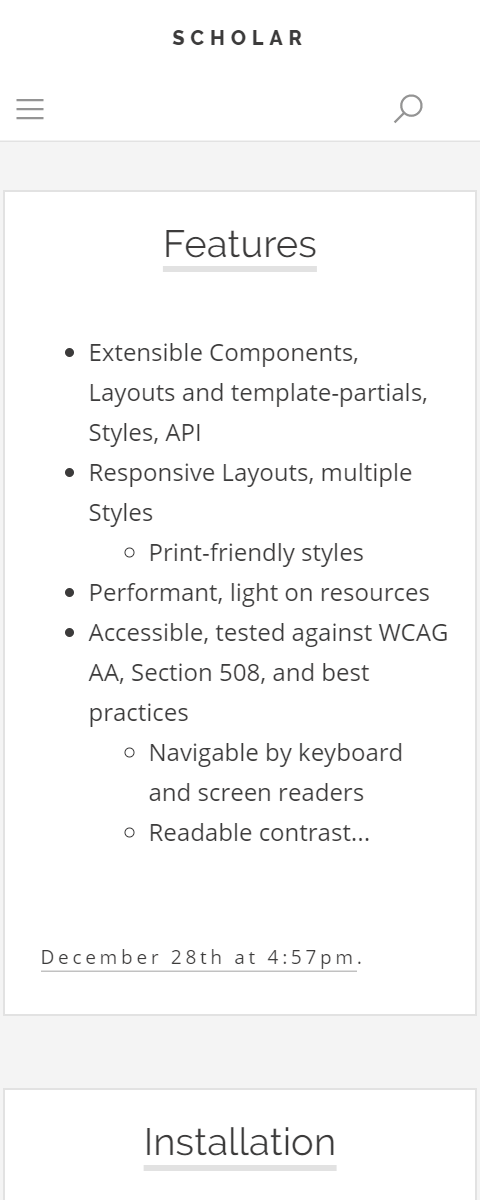 SCHOLAR
Features
Extensible Components,
Layouts and template-partials,
Styles, API
Responsive Layouts, multiple
Styles
Print-friendly styles
Performant, light on resources
Accessible, tested against WCAG
AA, Section 508, and best
practices
Navigable by keyboard
and screen readers
Readable contrast...
December 28th at 4:57pm.
Installation